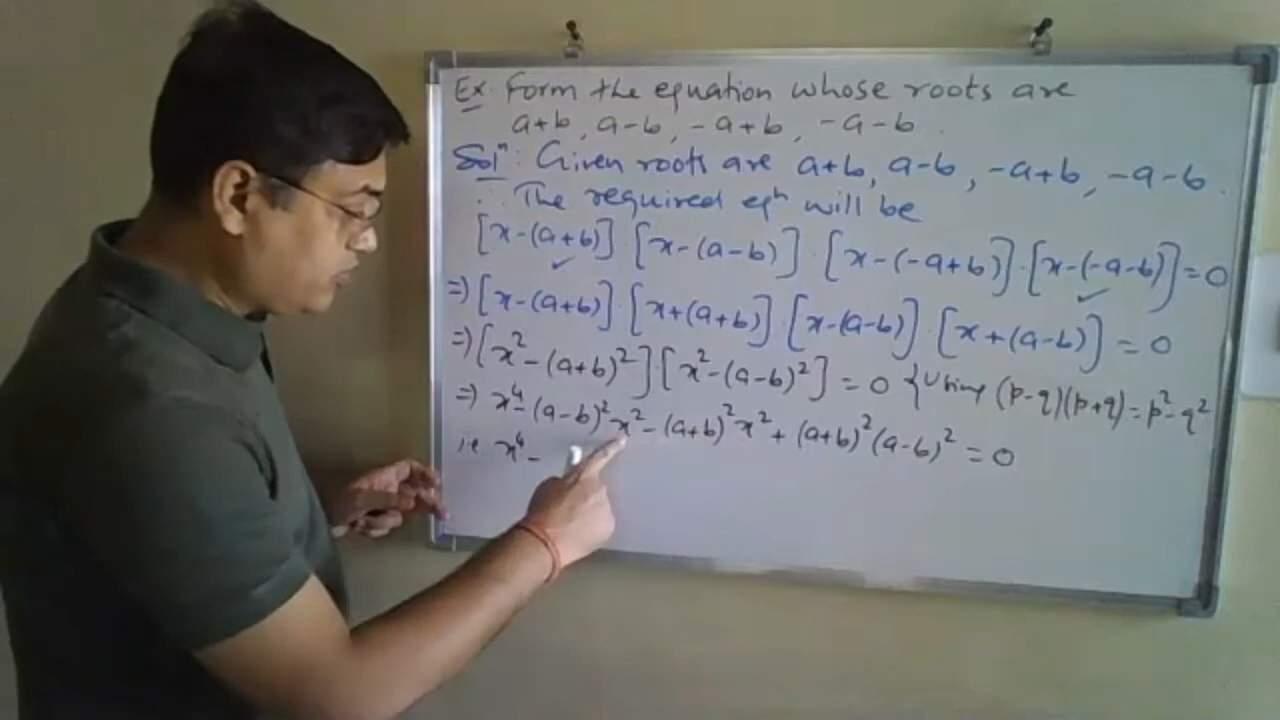 Ex. Form the equation whose roots are
a+b, a-b, -a+b, -a-b.
Solⁿ: Given roots are a+b, a-b, -a+b, -a-b.
∴ The required eqⁿ will be
[x-(a+b)]·[x-(a-b)]·[x-(-a+b)]·[x-(-a-b)]=0
⇒[x-(a+b)]·[x+(a+b)]·[x-(a-b)]·[x+(a-b)]=0
⇒[x²-(a+b)²]·[x²-(a-b)²]=0 {Using (p-q)(p+q)=p²-q²
⇒ x⁴-(a-b)²x²-(a+b)²x²+(a+b)²(a-b)²=0
i.e x⁴-